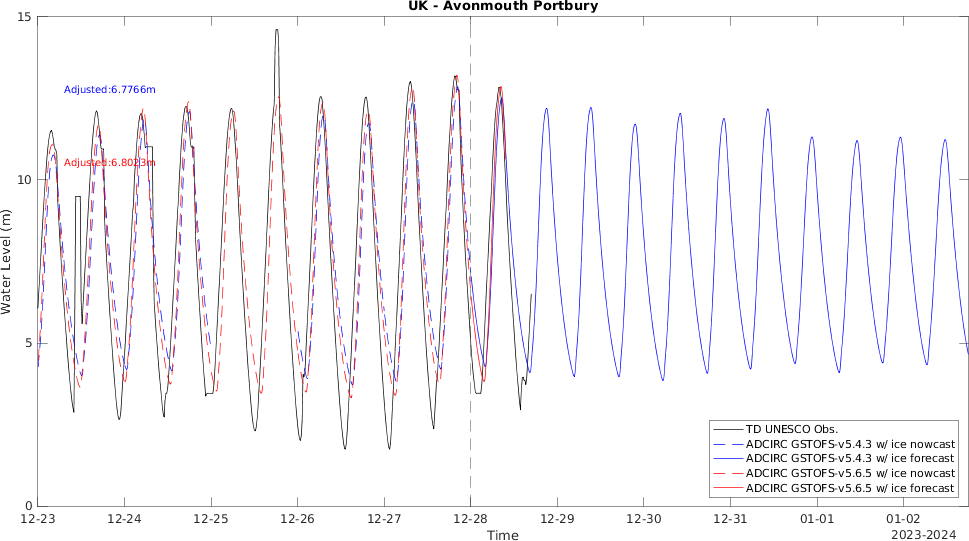 UK - Avonmouth Portbury
15
Adjusted:6.7766m
Adjusted:6.8023m
10
Water Level (m)
5
0
TD UNESCO Obs.
ADCIRC GSTOFS-v5.4.3 w/ ice nowcast
ADCIRC GSTOFS-v5.4.3 w/ ice forecast
ADCIRC GSTOFS-v5.6.5 w/ ice nowcast
ADCIRC GSTOFS-v5.6.5 w/ ice forecast
12-23 12-24 12-25 12-26 12-27 12-28 12-29 12-30 12-31 01-01 01-02
Time
2023-2024